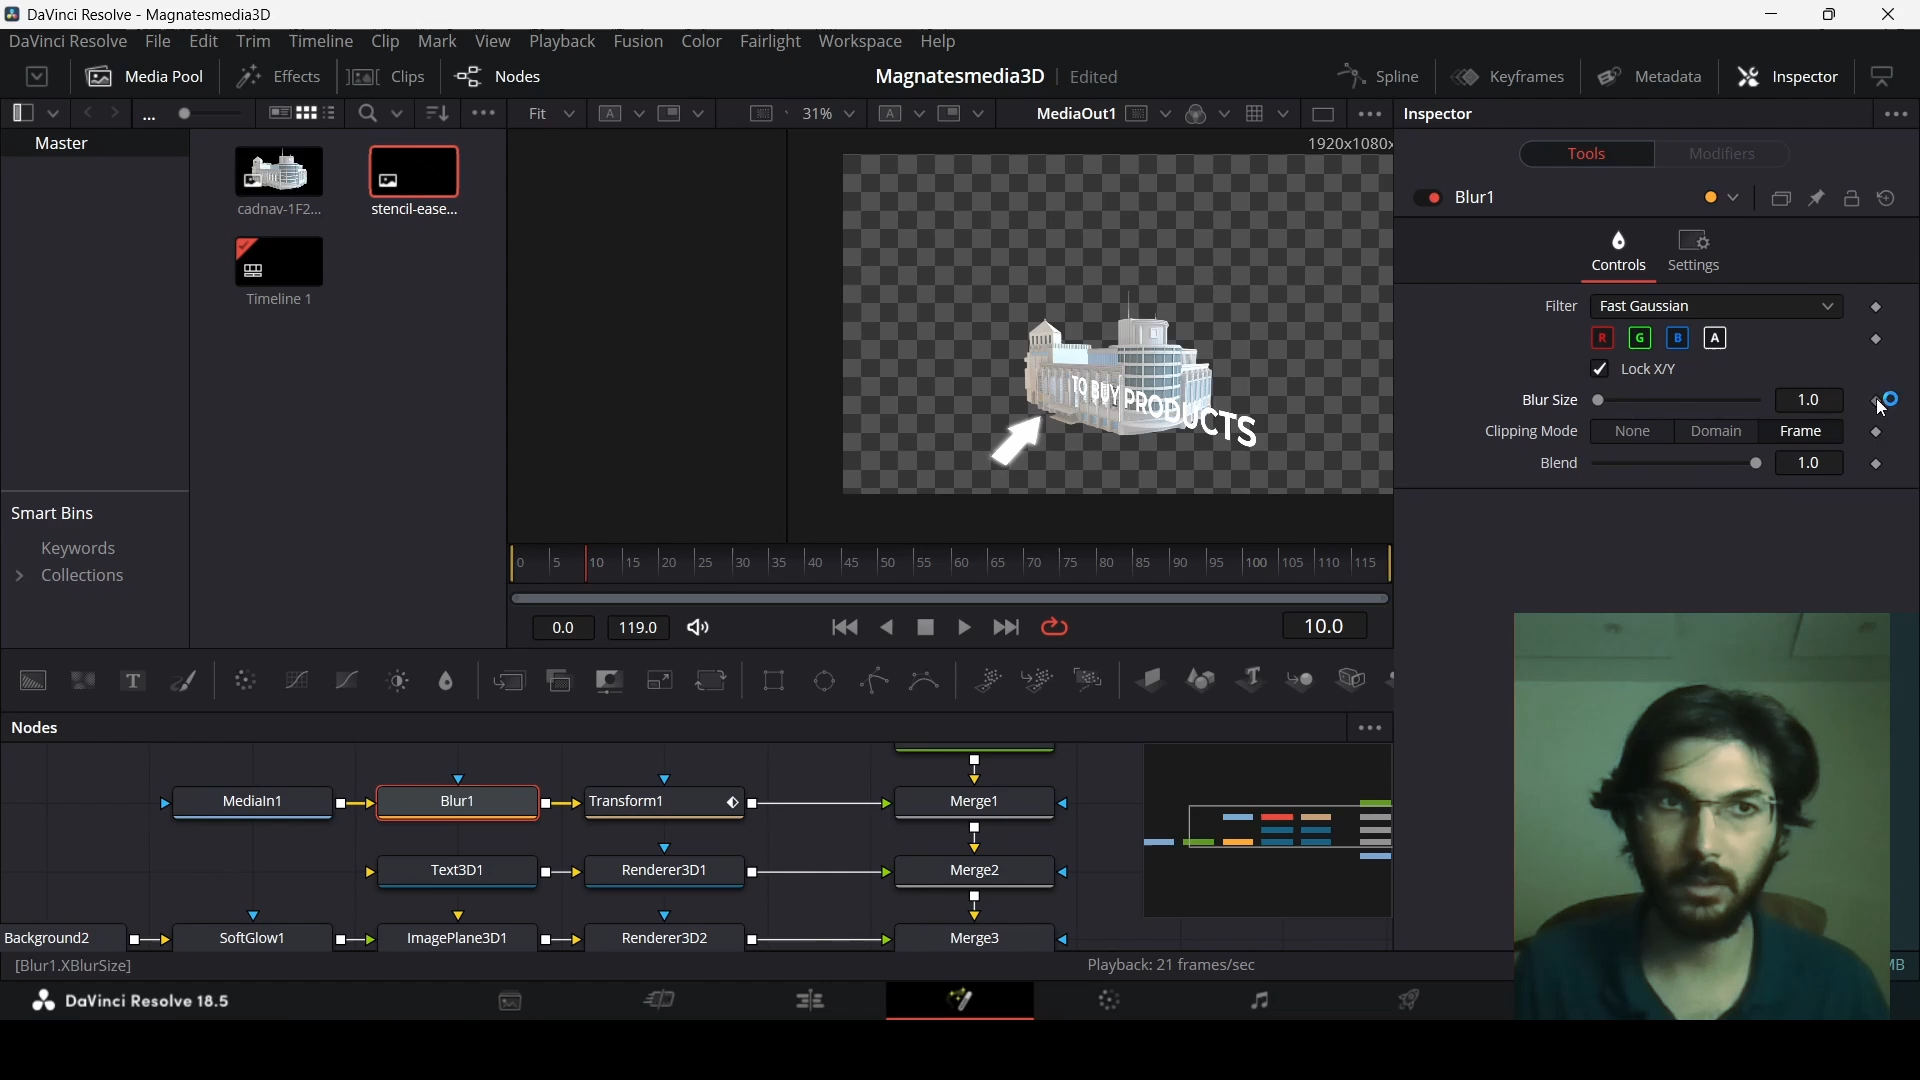 DaVinci Resolve - Magnatesmedia3D
DaVinci Resolve File Edit Trim Timeline Clip Mark View Playback Fusion Color Fairlight Workspace Help
Media Pool Effects Clips Nodes Magnatesmedia3D Edited Spline Keyframes Metadata Inspector
... Fit A 31% A MediaOut1 Inspector
Master
1920x1080x
Tools Modifiers
cadnav-1F2... stencil-ease...
Blur1
Timeline 1
Controls Settings
Filter Fast Gaussian
R G B A
Lock X/Y
Blur Size 1.0
Clipping Mode None Domain Frame
Blend 1.0
TO BUY PRODUCTS
Smart Bins
Keywords
Collections
0 5 10 15 20 25 30 35 40 45 50 55 60 65 70 75 80 85 90 95 100 105 110 115
0.0 119.0 10.0
T T
Nodes
MediaIn1 Blur1 Transform1 Merge1
Text3D1 Renderer3D1 Merge2
Background2 SoftGlow1 ImagePlane3D1 Renderer3D2 Merge3
[Blur1.XBlurSize] Playback: 21 frames/sec MB
DaVinci Resolve 18.5